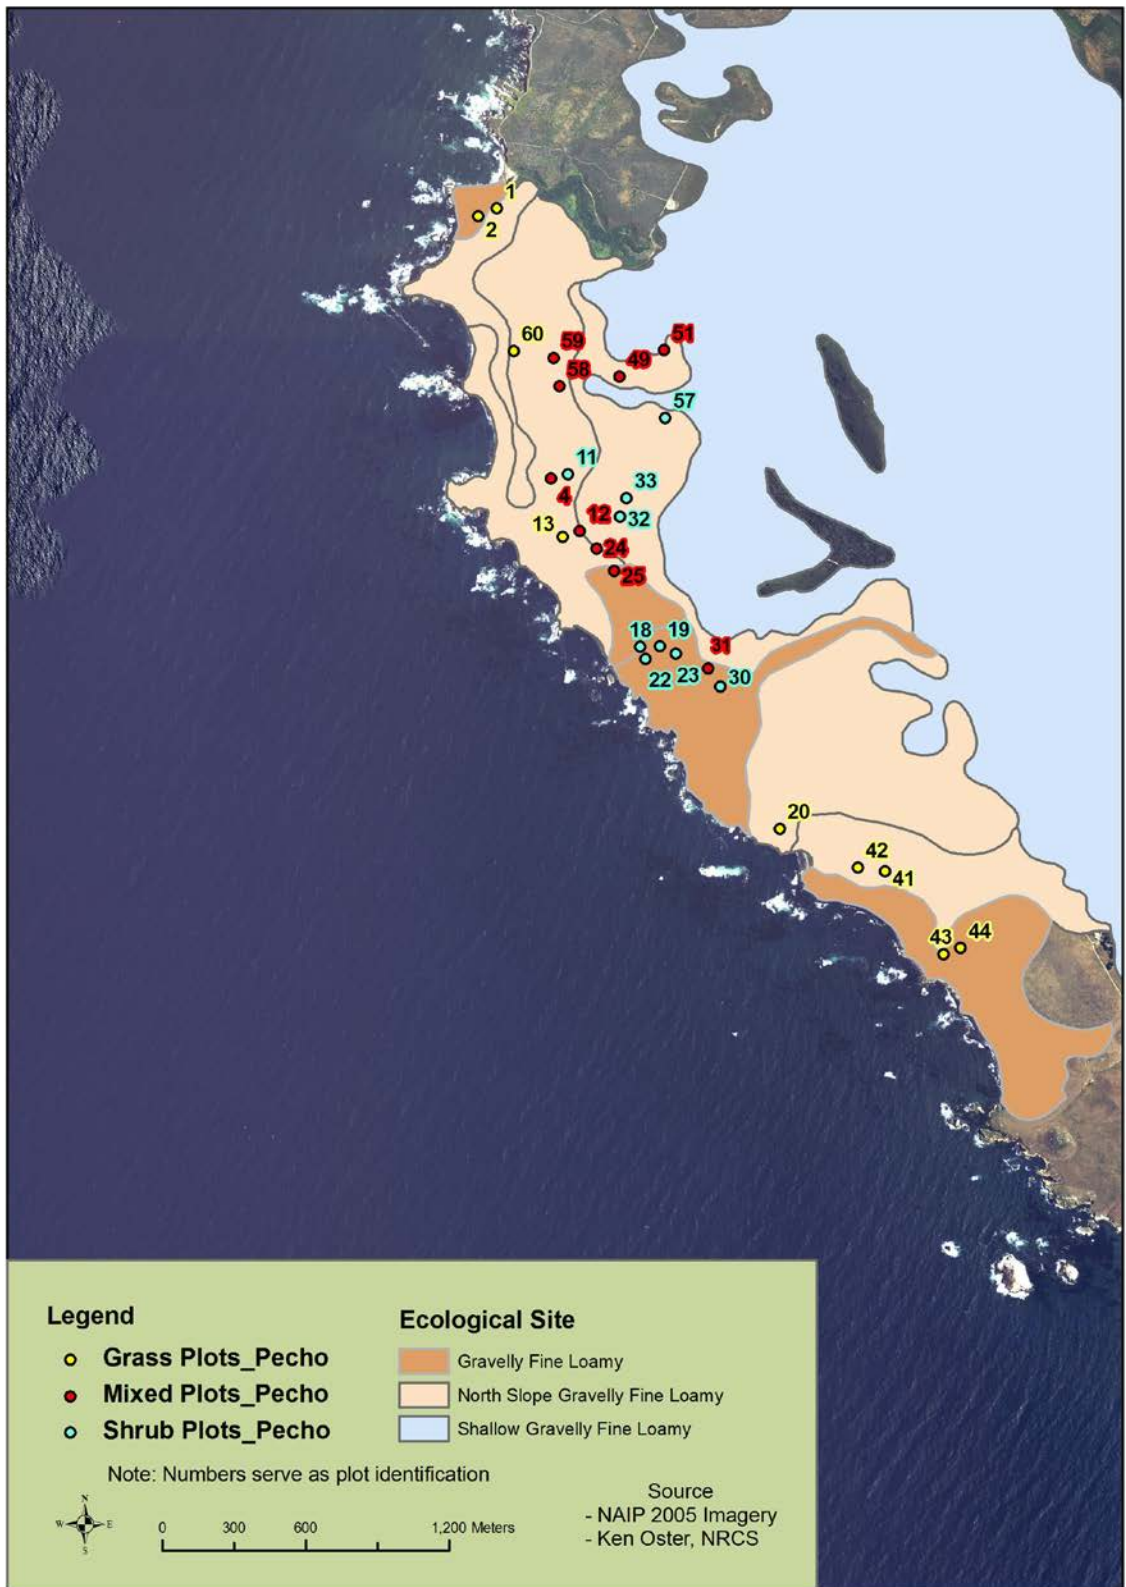 1
2
60
59
51
49
58
57
11
4
33
12
32
13
24
25
18
19
31
22
23
30
20
42
41
43
44
Legend
Grass Plots_Pecho
Mixed Plots_Pecho
Shrub Plots_Pecho
Note: Numbers serve as plot identification
Ecological Site
Gravelly Fine Loamy
North Slope Gravelly Fine Loamy
Shallow Gravelly Fine Loamy
N
W E
S
0 300 600 1,200 Meters
Source
- NAIP 2005 Imagery
- Ken Oster, NRCS